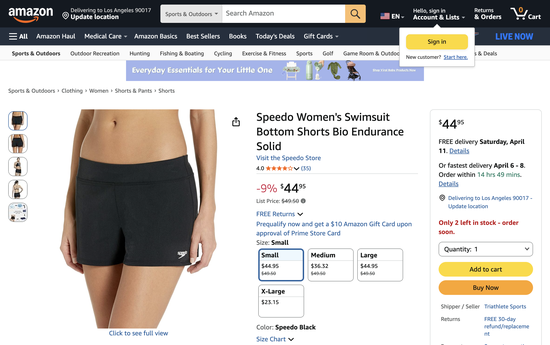 amazon
Delivering to Los Angeles 90017
Update location
Sports & Outdoors
Search Amazon
EN
Hello, sign in
Account & Lists
Returns
& Orders
0
Cart
All
Amazon Haul
Medical Care
Amazon Basics
Best Sellers
Books
Today's Deals
Gift Cards
LIVE NOW
Sign in
New customer? Start here.
Sports & Outdoors
Outdoor Recreation
Hunting
Fishing & Boating
Cycling
Exercise & Fitness
Sports
Golf
Game Room & Outdoo
s & Deals
Everyday Essentials for Your Little One
Sports & Outdoors › Clothing › Women › Shorts & Pants › Shorts
Speedo Women's Swimsuit
Bottom Shorts Bio Endurance
Solid
Visit the Speedo Store
4.0 (35)
-9% $44.95
List Price: $49.50
FREE Returns
Prequalify now and get a $10 Amazon Gift Card upon
approval of Prime Store Card
Size: Small
Small
$44.95
$49.50
Medium
$36.32
$49.50
Large
$44.95
$49.50
X-Large
$23.15
Color: Speedo Black
Size Chart
Click to see full view
speedo
$44.95
FREE delivery Saturday, April
11. Details
Or fastest delivery April 6 - 8.
Order within 14 hrs 49 mins.
Details
Delivering to Los Angeles 90017 -
Update location
Only 2 left in stock - order
soon.
Quantity: 1
Add to cart
Buy Now
Shipper / Seller
Triathlete Sports
Returns
FREE 30-day
refund/replaceme
nt